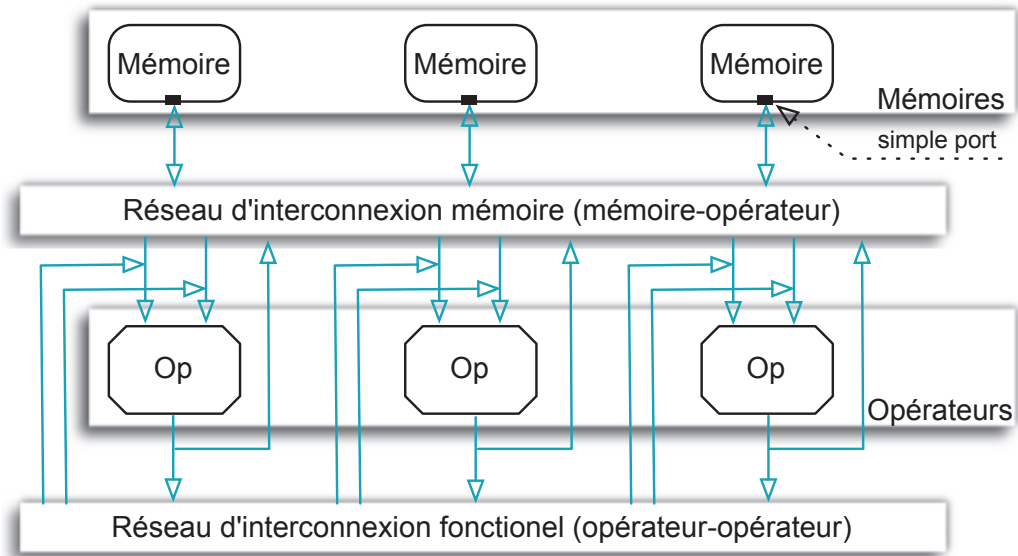 Mémoire Mémoire Mémoire
Mémoires
simple port
Réseau d'interconnexion mémoire (mémoire-opérateur)
Op Op Op
Opérateurs
Réseau d'interconnexion fonctionel (opérateur-opérateur)